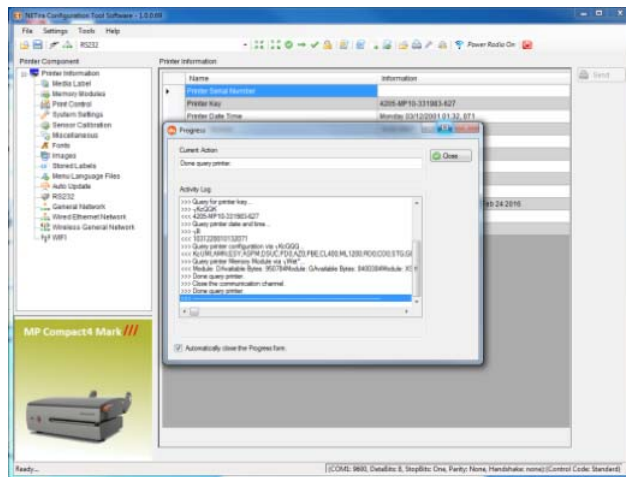 NETira Configuration Tool Software - 1.0.0.69
File Settings Tools Help
RS232
Power Radio On
Printer Component
Printer Information
Printer Information
Media Label
Memory Modules
Print Control
System Settings
Sensor Calibration
Miscellaneous
Fonts
Images
Stored Labels
Menu Language Files
Auto Update
RS232
General Network
Wired Ethernet Network
Wireless General Network
WIFI
Name Information
Printer Serial Number
Printer Key 4205-MP10-331983-627
Printer Date Time Monday 03/12/2001 01:32, 071
Feb 24 2016
Send
Progress
Current Action
Done query printer.
Close
Activity Log
>>> Query for printer key...
>>> 4205-MP10-331983-627
>>> Query printer date and time...
>>> 1031220010132071
>>> Query printer configuration via
>>> Query printer Memory Module via
>>> Done query printer.
>>> Close the communication channel.
>>> Done query printer
Automatically close the Progress form.
MP Compact4 Mark ///
Ready...
(COM1: 9600, DataBits: 8, StopBits: One, Parity: None, Handshake: none) (Control Code: Standard)